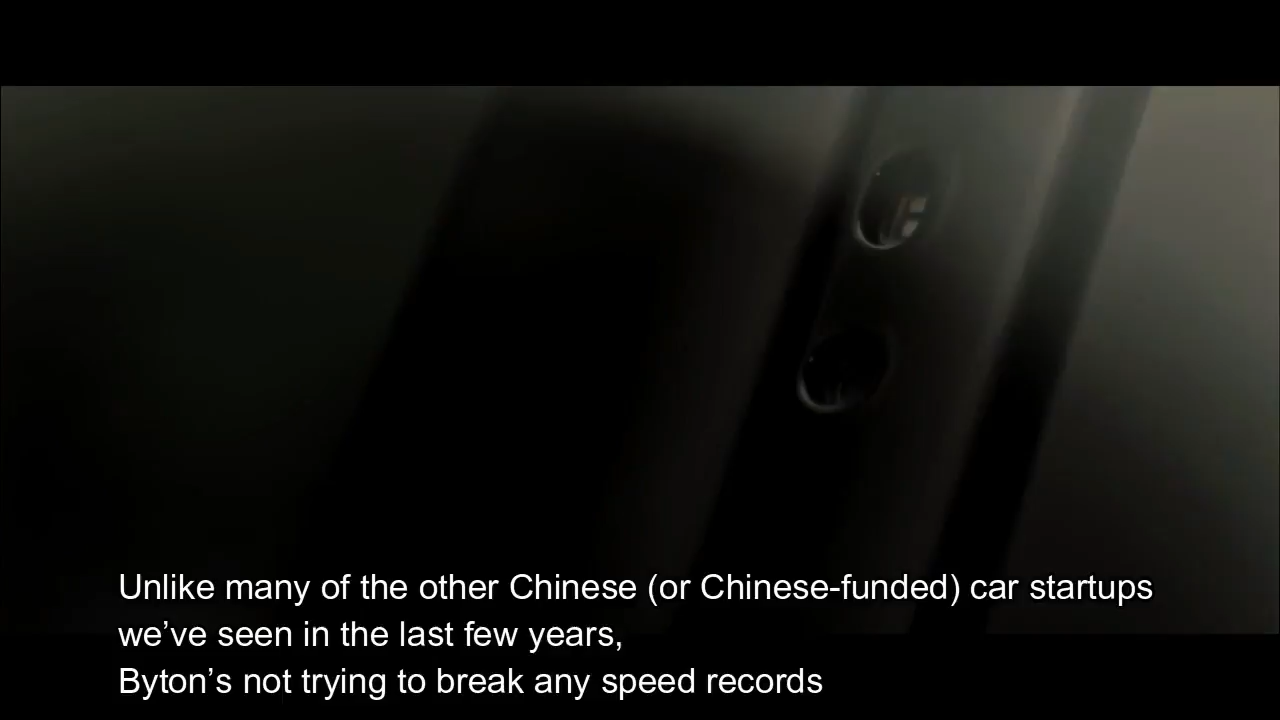 Unlike many of the other Chinese (or Chinese-funded) car startups
we’ve seen in the last few years,
Byton’s not trying to break any speed records